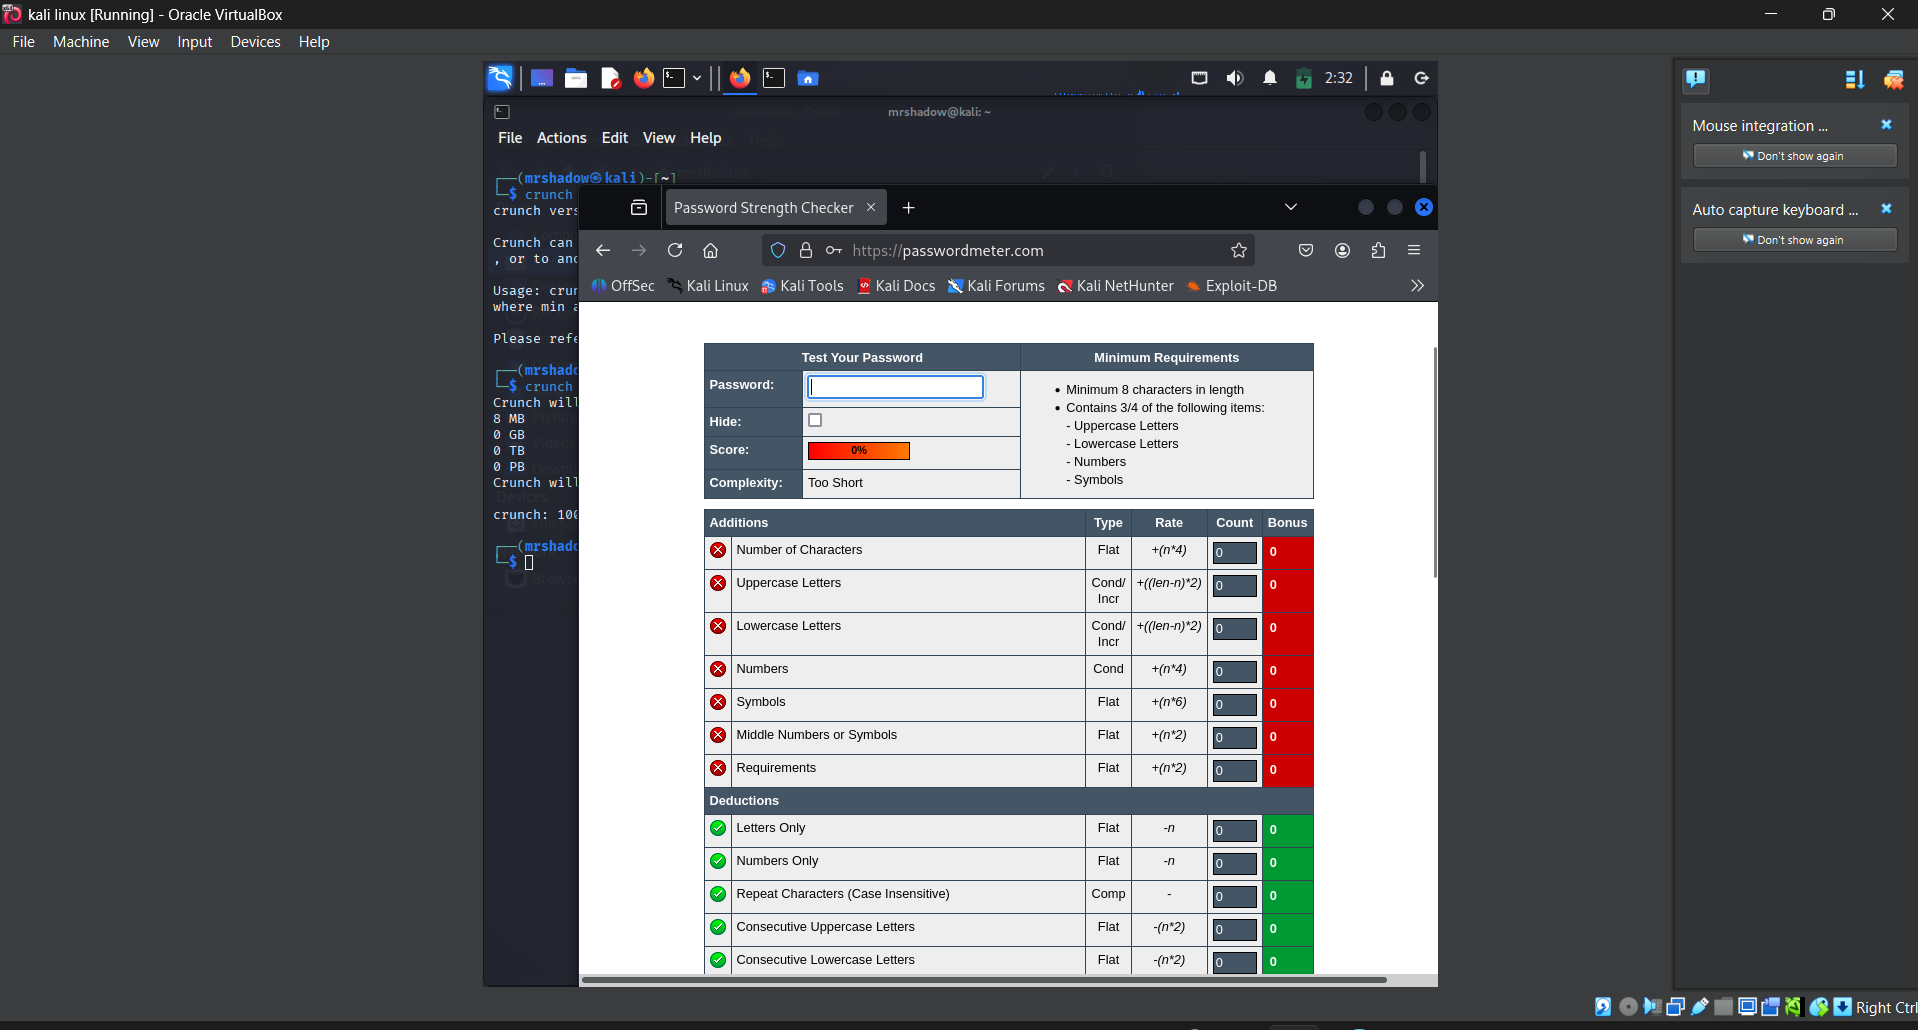 kali linux [Running] - Oracle VirtualBox
File Machine View Input Devices Help
2:32
mrshadow@kali: ~
File Actions Edit View Help
(mrshadow㉿kali)-[~]
$ crunch
crunch vers
Crunch can
, or to and
Usage: crun
where min a
Please refe
(mrshado
$ crunch
Crunch will
8 MB
0 GB
0 TB
0 PB
Crunch will
crunch: 100
(mrshado
$
Password Strength Checker
https://passwordmeter.com
OffSec Kali Linux Kali Tools Kali Docs Kali Forums Kali NetHunter Exploit-DB
Test Your Password Minimum Requirements
Password:
Hide:
Score: 0%
Complexity: Too Short
• Minimum 8 characters in length
• Contains 3/4 of the following items:
- Uppercase Letters
- Lowercase Letters
- Numbers
- Symbols
Additions Type Rate Count Bonus
Number of Characters Flat +(n*4) 0 0
Uppercase Letters Cond/Incr +((len-n)*2) 0 0
Lowercase Letters Cond/Incr +((len-n)*2) 0 0
Numbers Cond +(n*4) 0 0
Symbols Flat +(n*6) 0 0
Middle Numbers or Symbols Flat +(n*2) 0 0
Requirements Flat +(n*2) 0 0
Deductions
Letters Only Flat -n 0 0
Numbers Only Flat -n 0 0
Repeat Characters (Case Insensitive) Comp - 0 0
Consecutive Uppercase Letters Flat -(n*2) 0 0
Consecutive Lowercase Letters Flat -(n*2) 0 0
Mouse integration ...
Don't show again
Auto capture keyboard ...
Don't show again
Right Ctrl